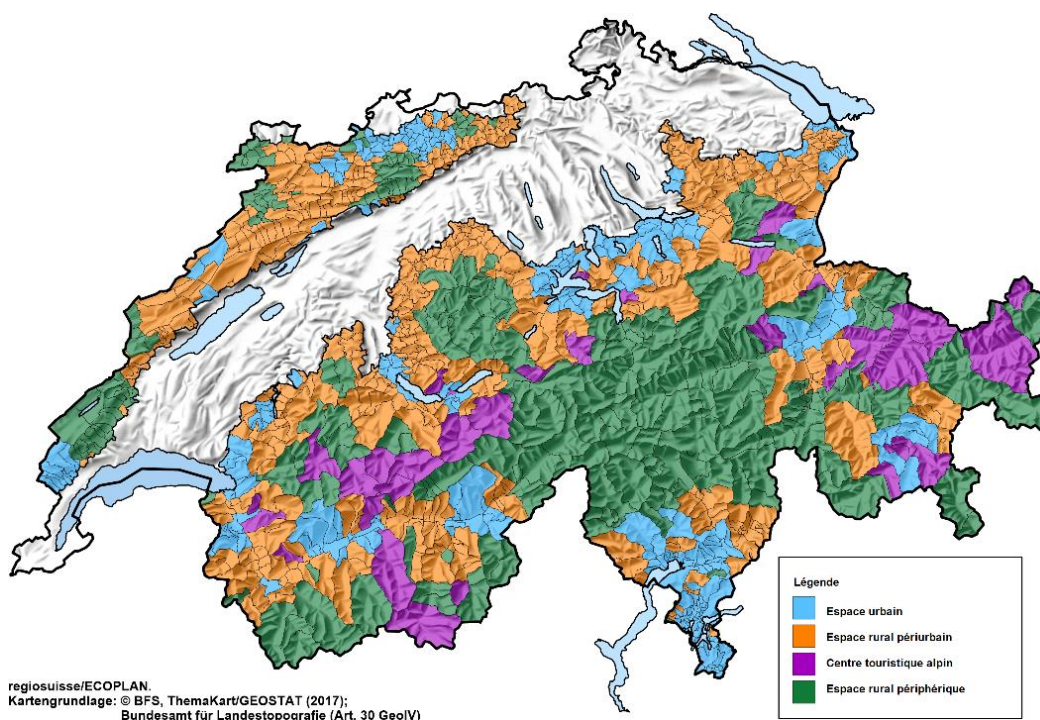 Légende
Espace urbain
Espace rural périurbain
Centre touristique alpin
Espace rural périphérique
regiosuisse/ECOPLAN.
Kartengrundlage: © BFS, ThemaKart/GEOSTAT (2017);
Bundesamt für Landestopografie (Art. 30 GeoIV)